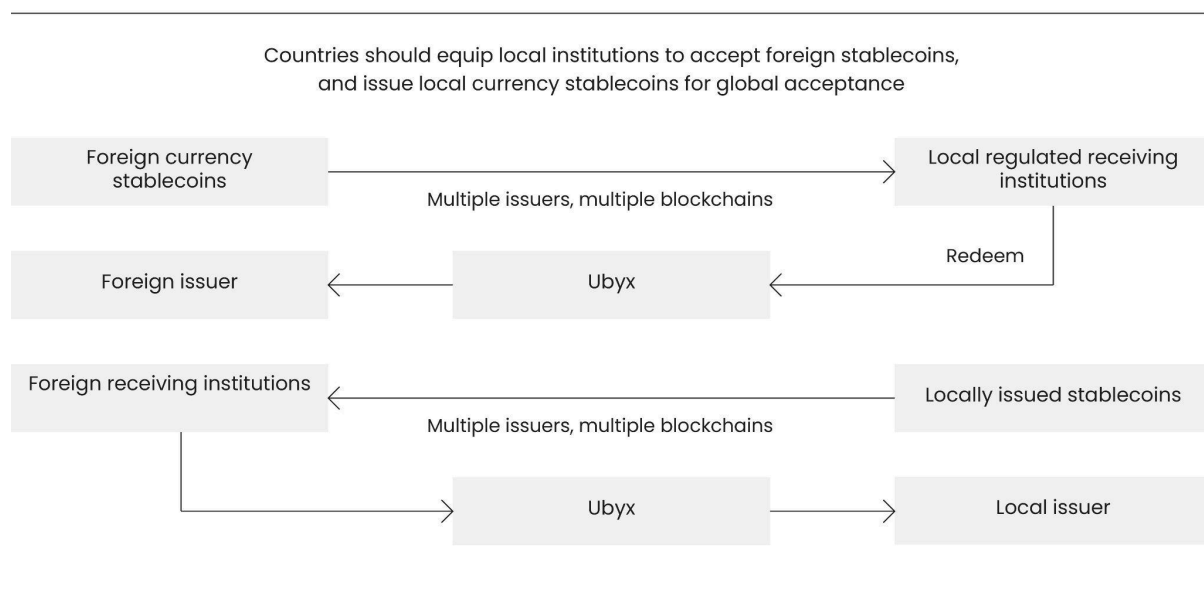 Countries should equip local institutions to accept foreign stablecoins,
and issue local currency stablecoins for global acceptance
Foreign currency
stablecoins
Multiple issuers, multiple blockchains
Local regulated receiving
institutions
Redeem
Foreign issuer
Ubyx
Foreign receiving institutions
Multiple issuers, multiple blockchains
Locally issued stablecoins
Ubyx
Local issuer